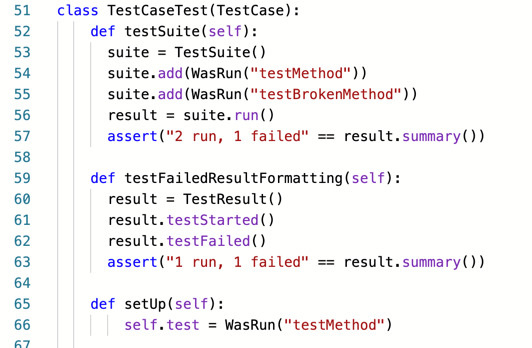 51 class TestCaseTest(TestCase):
52     def testSuite(self):
53       suite = TestSuite()
54       suite.add(WasRun("testMethod"))
55       suite.add(WasRun("testBrokenMethod"))
56       result = suite.run()
57       assert("2 run, 1 failed" == result.summary())
58
59     def testFailedResultFormatting(self):
60       result = TestResult()
61       result.testStarted()
62       result.testFailed()
63       assert("1 run, 1 failed" == result.summary())
64
65     def setUp(self):
66         self.test = WasRun("testMethod")
67